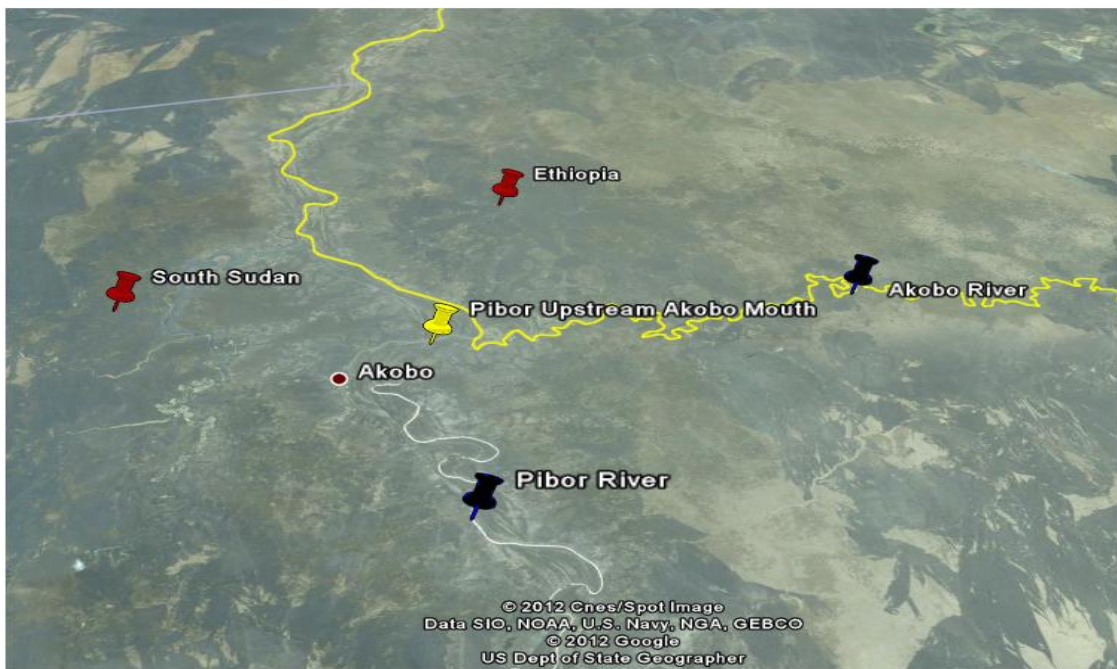 Ethiopia
South Sudan
Akobo River
Pibor Upstream Akobo Mouth
Akobo
Pibor River
© 2012 Cnes/Spot Image
Data SIO, NOAA, U.S. Navy, NGA, GEBCO
© 2012 Google
US Dept of State Geographer